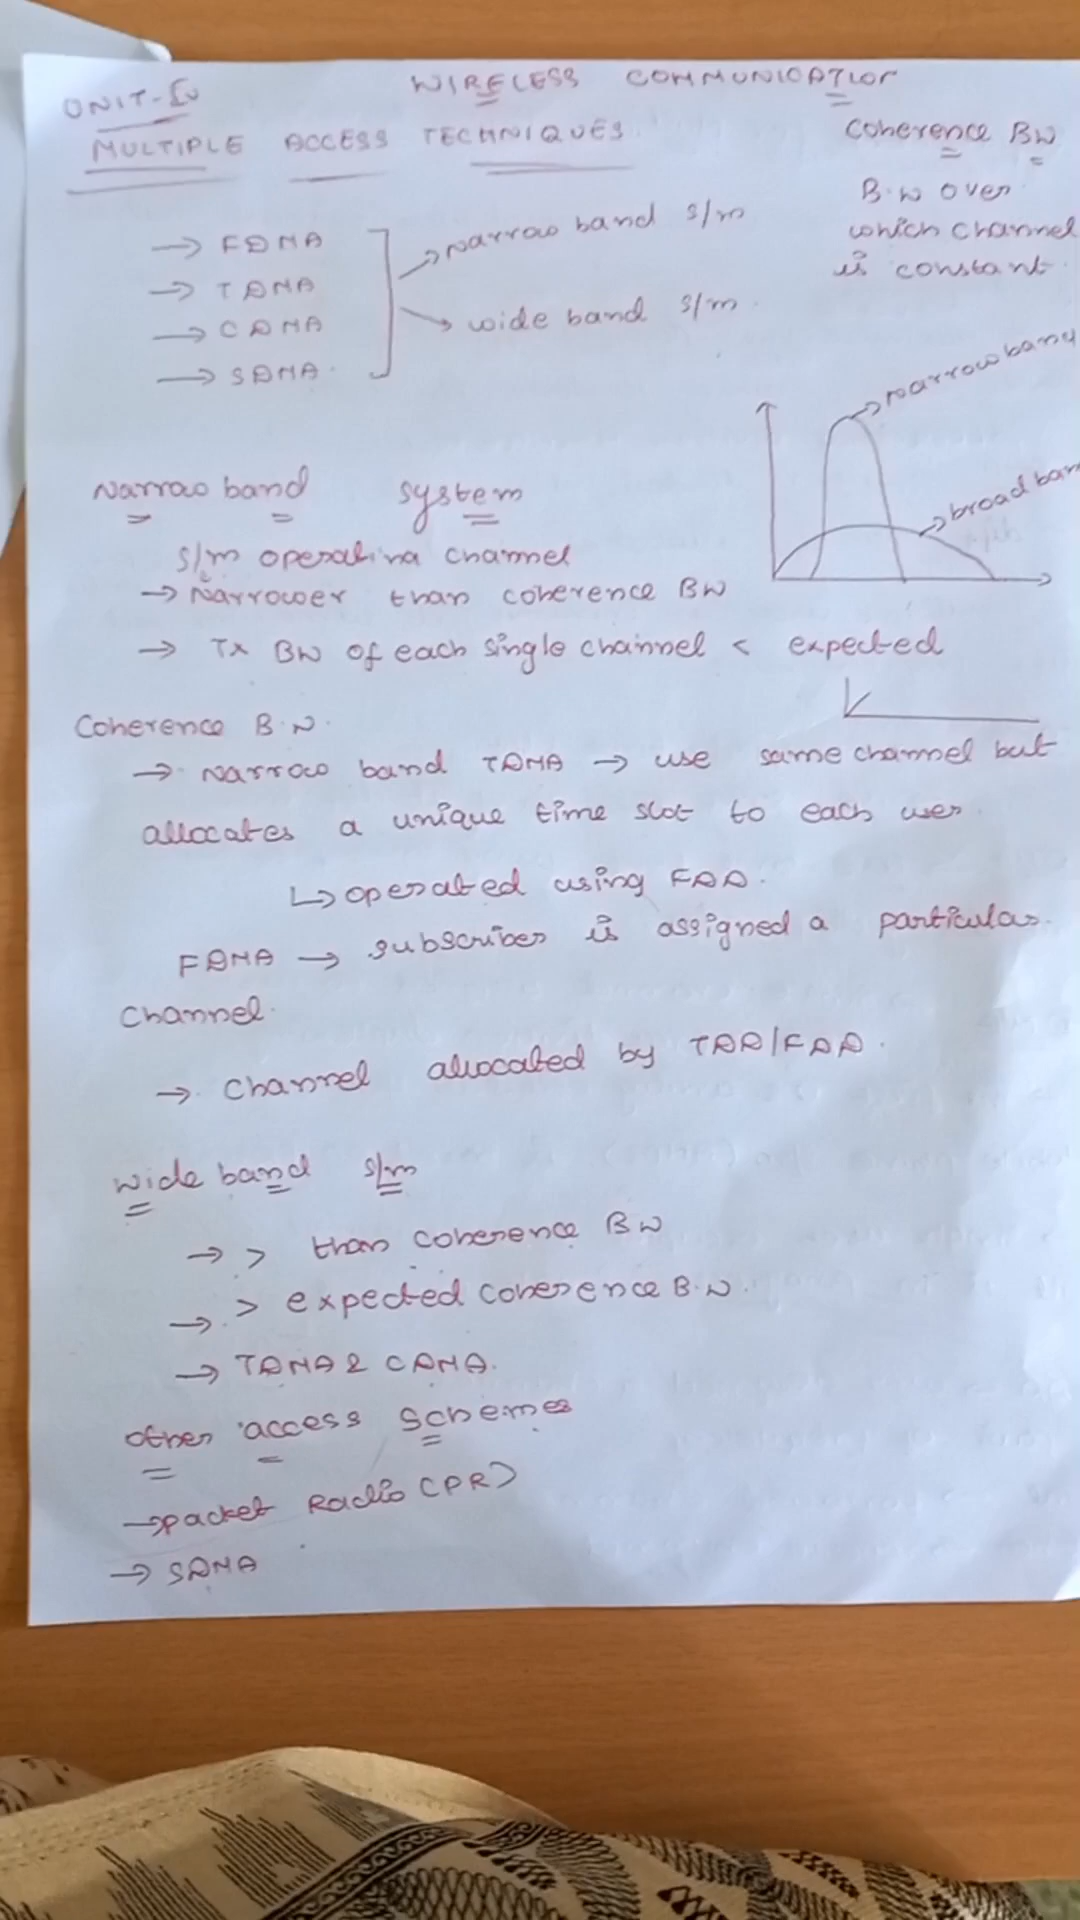 UNIT-IV
WIRELESS COMMUNICATION
MULTIPLE ACCESS TECHNIQUES
Coherence BW
B.W over
which channel
is constant.
→ FDMA
→ TDMA
→ CDMA
→ SDMA.
→ Narrow band s/m
→ wide band s/m.
→ Narrow band
→ broad ban
Narrow band system
s/m operating channel
→ Narrower than coherence BW
→ Tx BW of each single channel < expected
Coherence B.W.
→ Narrow band TDMA → use same channel but
allocates a unique time slot to each user.
↳ operated using FDD.
FDMA → subscriber is assigned a particular
channel.
→ channel allocated by TDD/FDD.
wide band s/m
→ > than coherence BW
→ > expected coherence B.W.
→ TDMA & CDMA.
other access schemes
→ packet Radio (PR)
→ SDMA